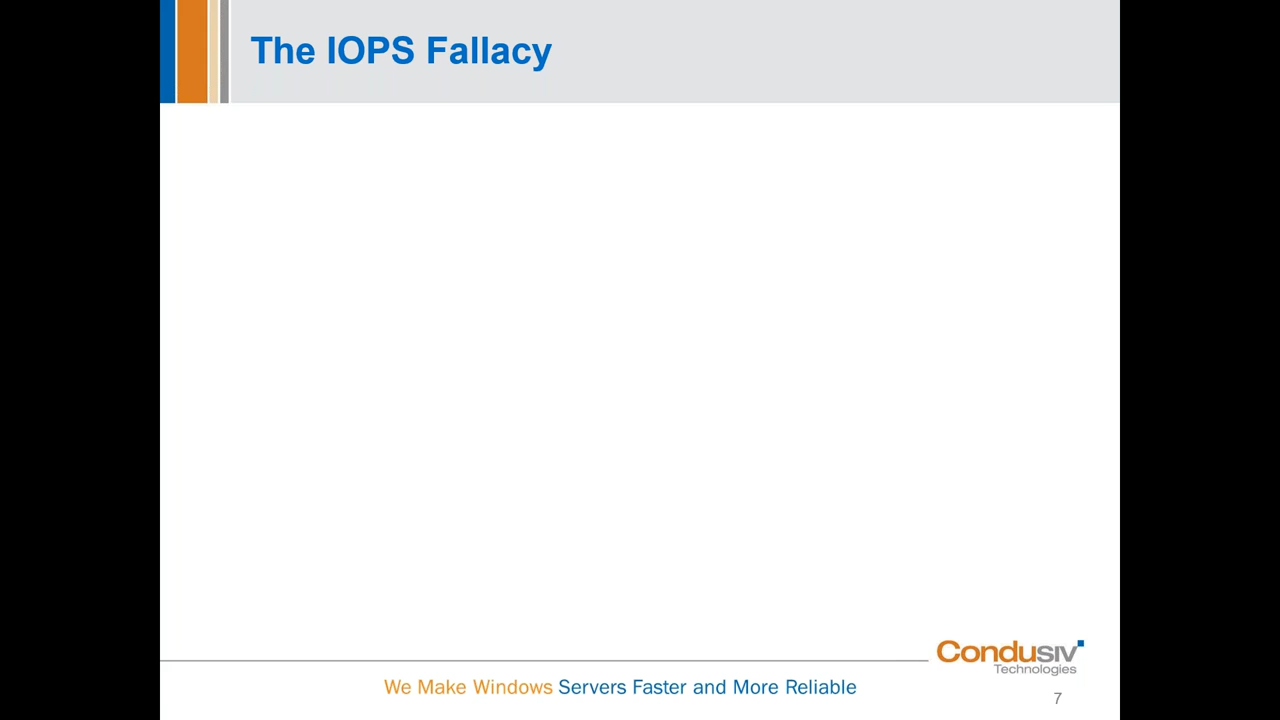 The IOPS Fallacy
Condusiv
Technologies
We Make Windows Servers Faster and More Reliable
7